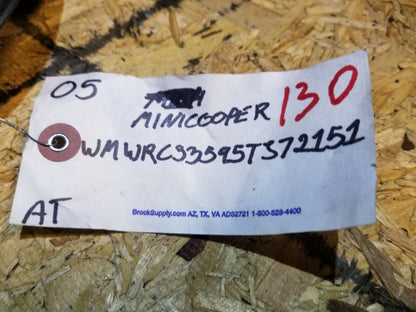 05
MINICOOPER 130
WMWRC33595TS72151
AT
BrookSupply.com AZ, TX, VA ADS2721 1-800-528-4400